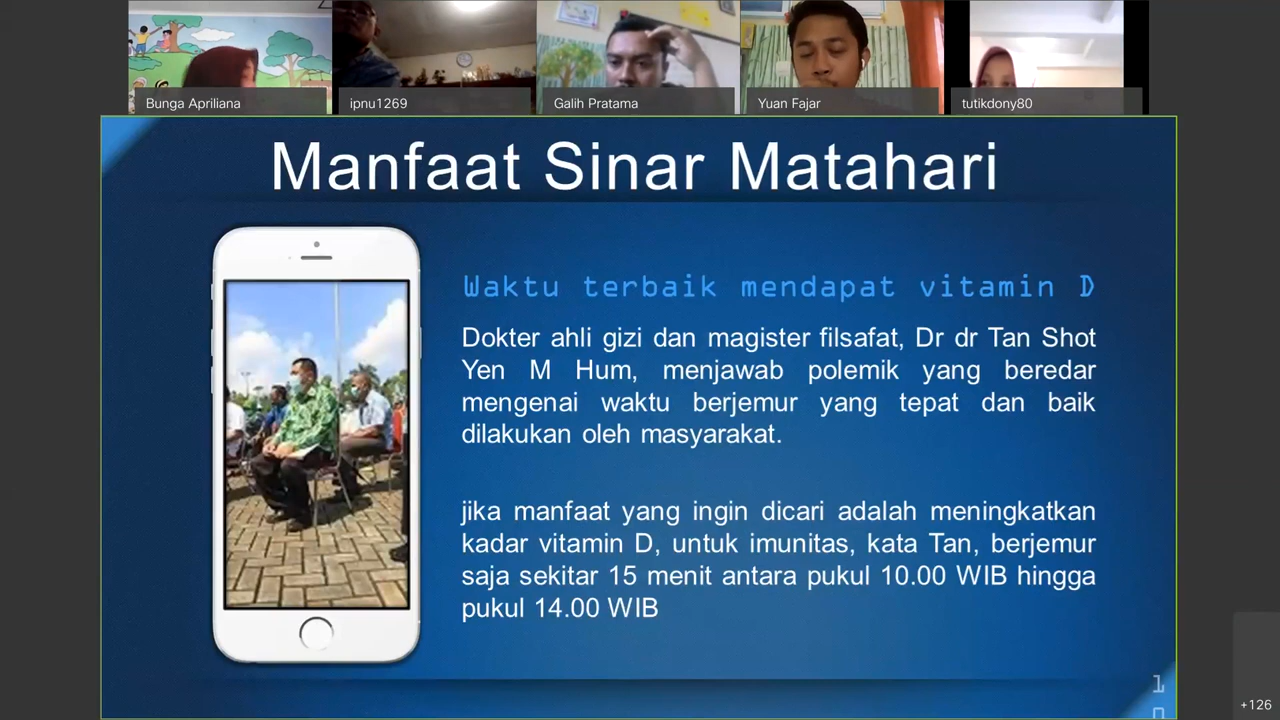 Bunga Apriliana
ipnu1269
Galih Pratama
Yuan Fajar
tutikdony80
Manfaat Sinar Matahari
Waktu terbaik mendapat vitamin D
Dokter ahli gizi dan magister filsafat, Dr dr Tan Shot
Yen M Hum, menjawab polemik yang beredar
mengenai waktu berjemur yang tepat dan baik
dilakukan oleh masyarakat.
jika manfaat yang ingin dicari adalah meningkatkan
kadar vitamin D, untuk imunitas, kata Tan, berjemur
saja sekitar 15 menit antara pukul 10.00 WIB hingga
pukul 14.00 WIB
1
+126